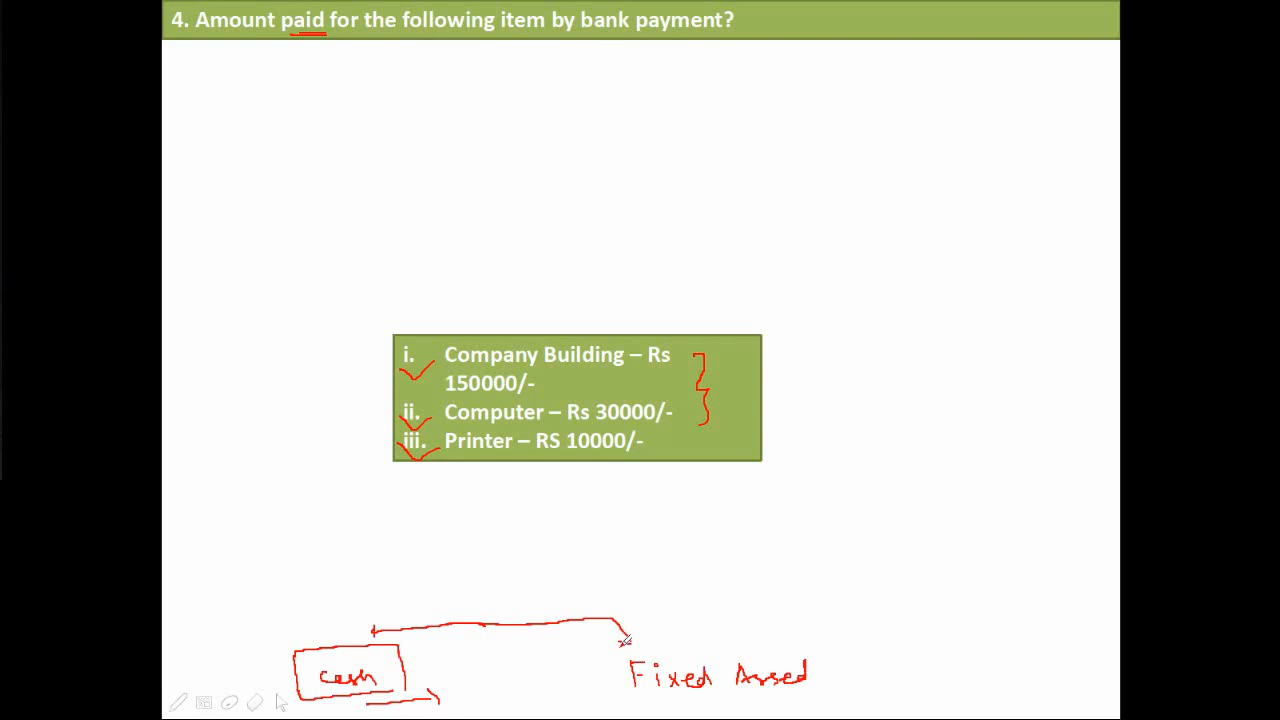 4. Amount paid for the following item by bank payment?
i. Company Building – Rs
150000/-
ii. Computer – Rs 30000/-
iii. Printer – RS 10000/-
cash
Fixed Assed